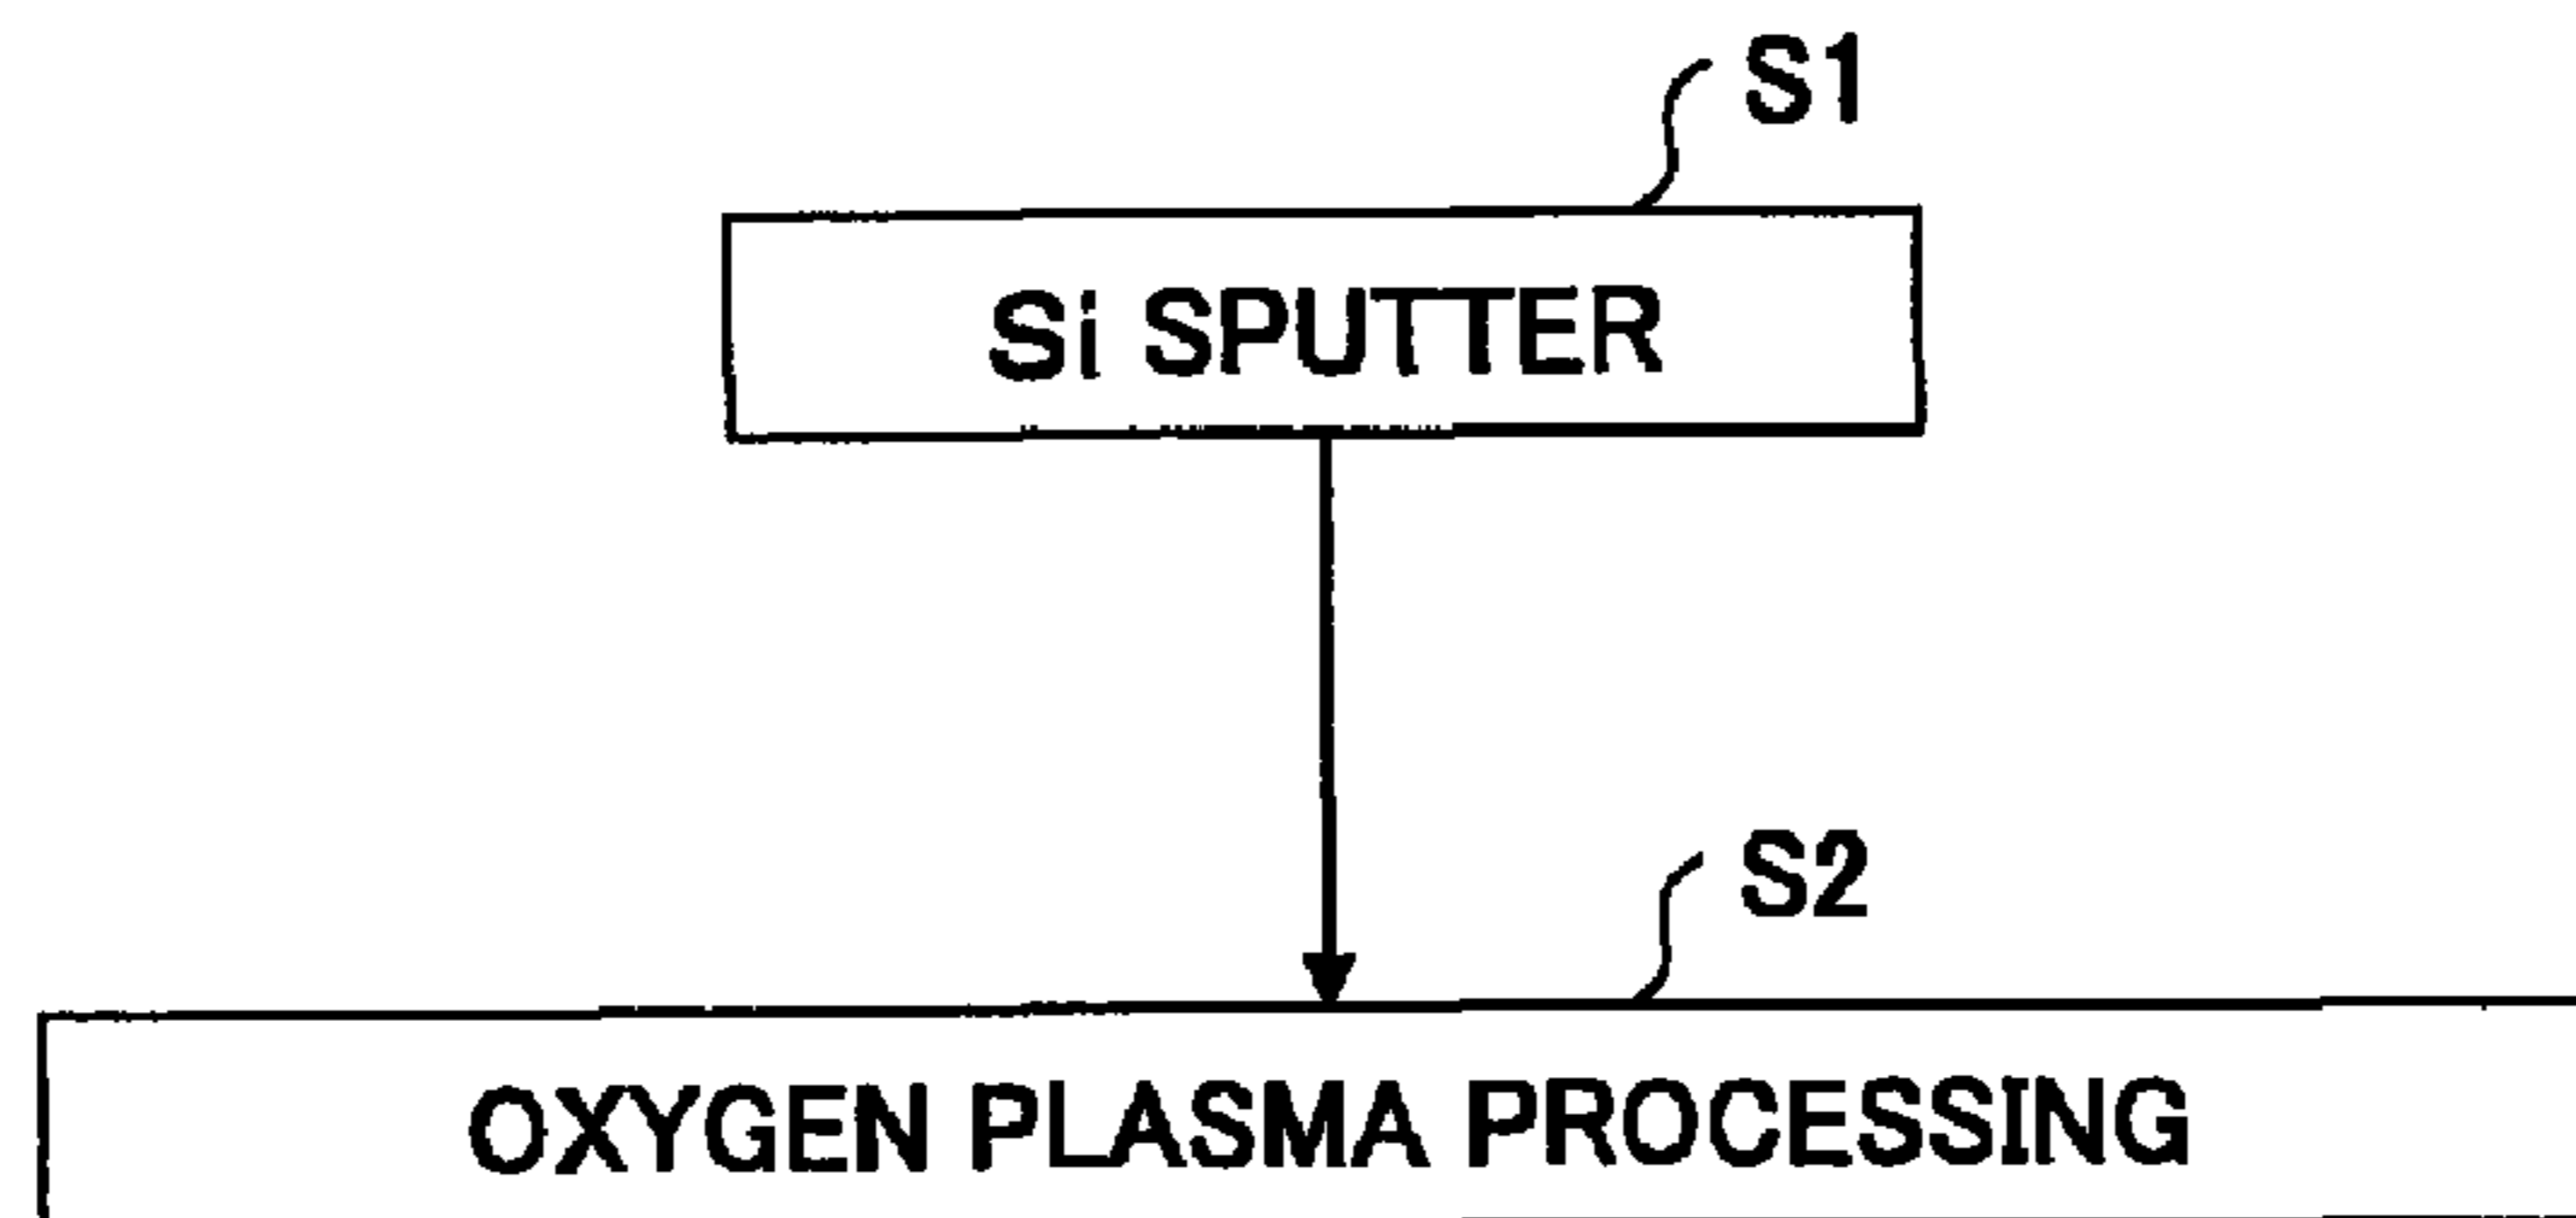 S1
Si SPUTTER
S2
OXYGEN PLASMA PROCESSING